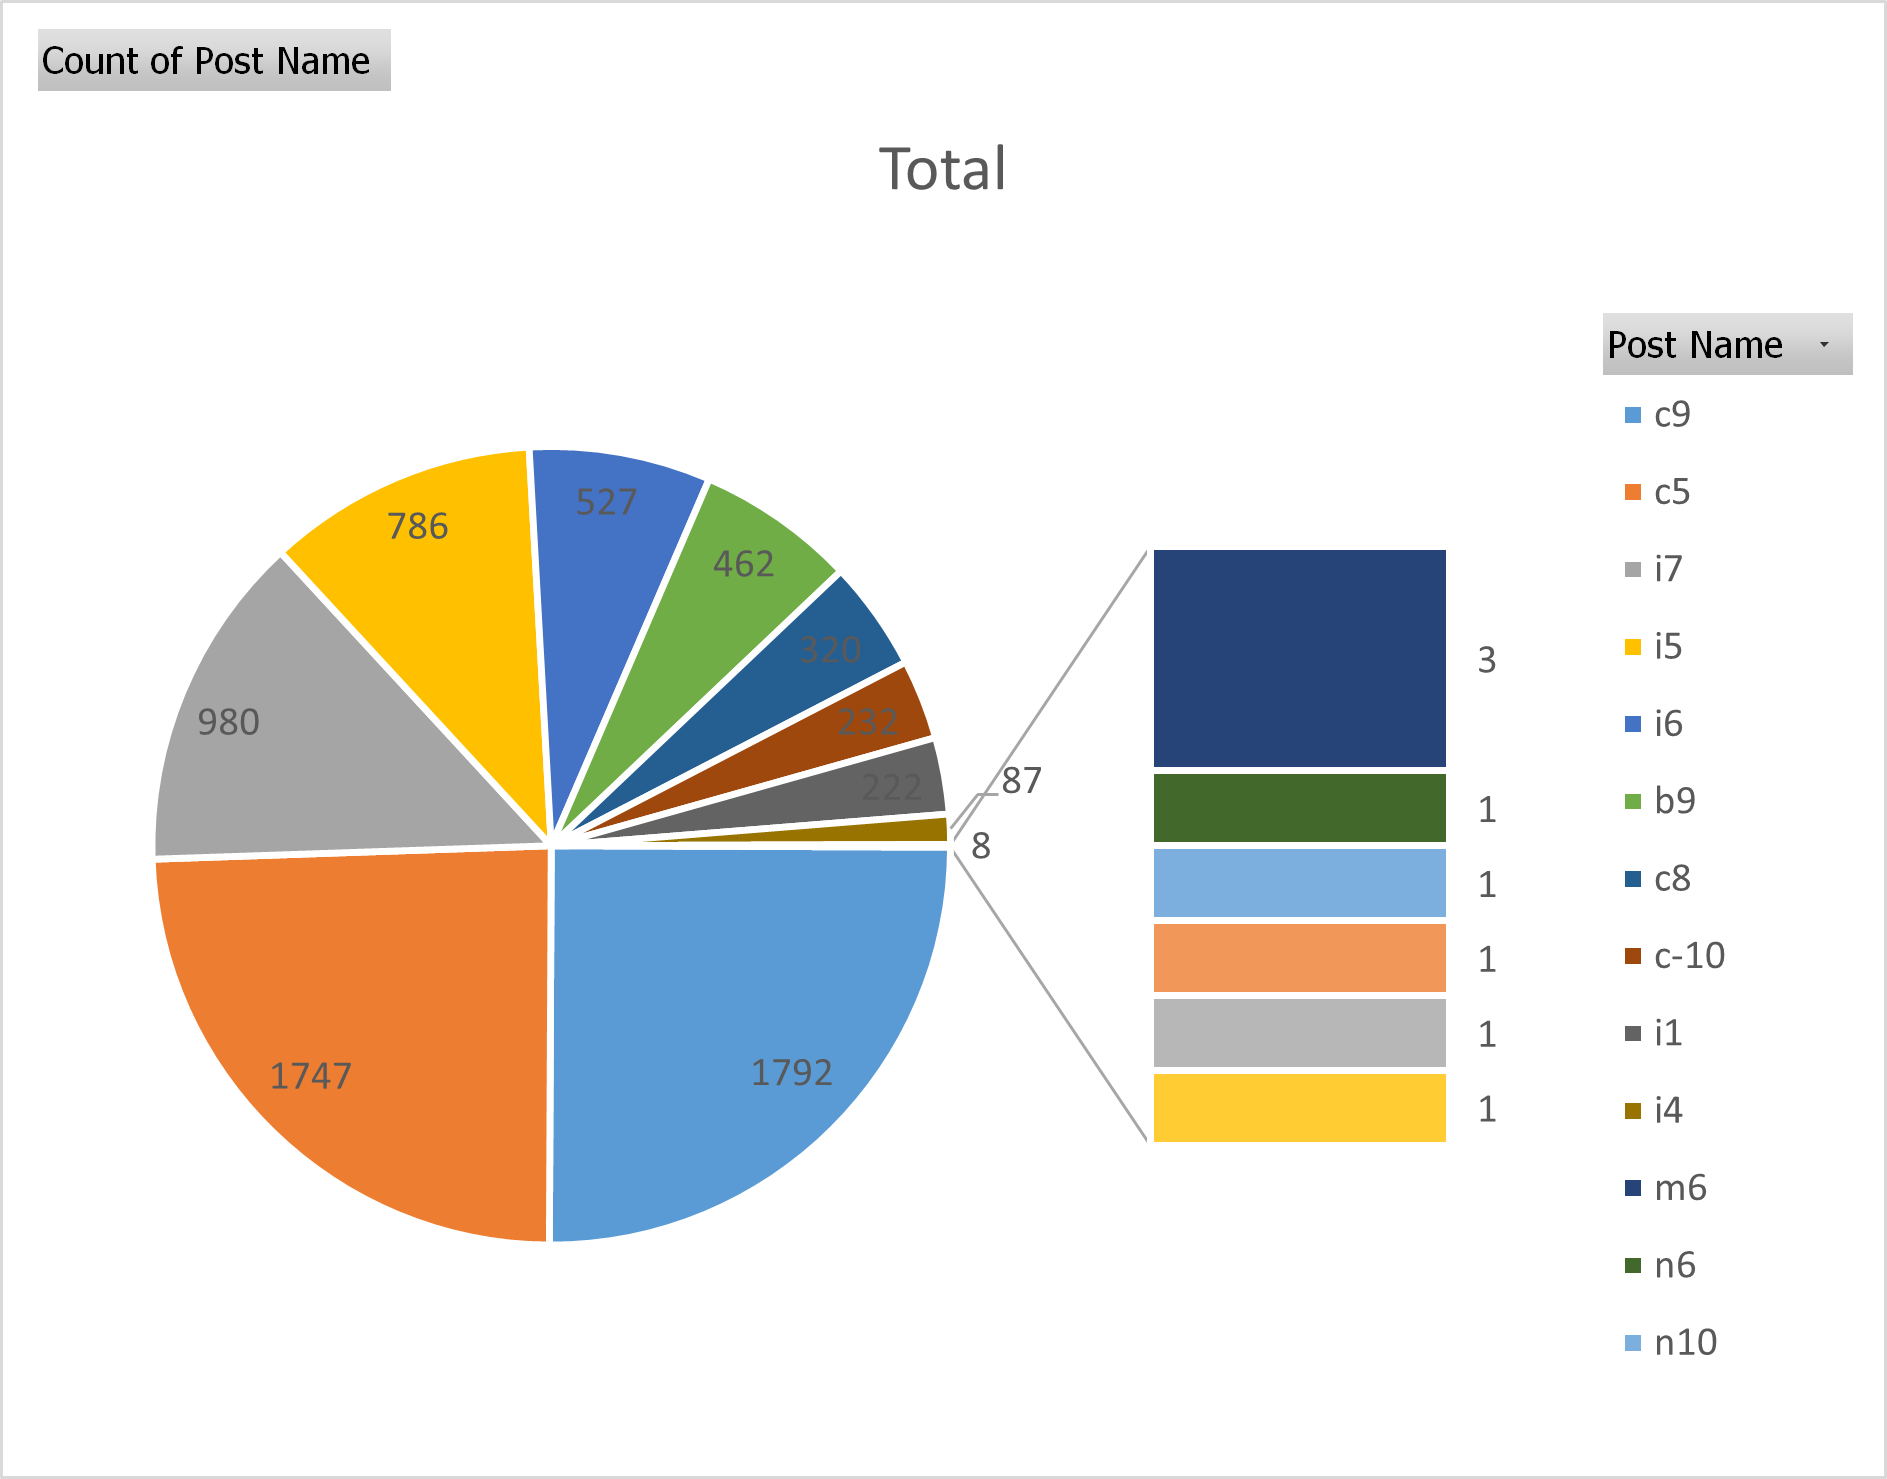 Count of Post Name
Total
Post Name
c9
c5
i7
i5
i6
b9
c8
c-10
i1
i4
m6
n6
n10
527
786
462
320
980
232
222
87
8
1747
1792
3
1
1
1
1
1